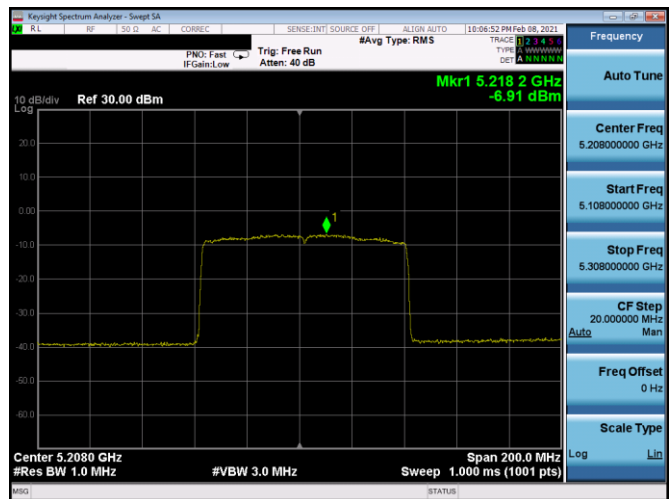 Keysight Spectrum Analyzer - Swept SA
RL RF 50 Ω AC CORREC SENSE:INT SOURCE OFF ALIGN AUTO 10:06:52 PM Feb 08, 2021
#Avg Type: RMS
TRACE 1 2 3 4 5 6
PNO: Fast Trig: Free Run
TYPE A WWWWW
IFGain:Low Atten: 40 dB
DET A N N N N N
Mkr1 5.218 2 GHz
-6.91 dBm
10 dB/div Ref 30.00 dBm
Log
20.0
10.0
0.00
1
-10.0
-20.0
-30.0
-40.0
-50.0
-60.0
Center 5.2080 GHz Span 200.0 MHz
#Res BW 1.0 MHz #VBW 3.0 MHz Sweep 1.000 ms (1001 pts)
MSG STATUS
Frequency
Auto Tune
Center Freq
5.208000000 GHz
Start Freq
5.108000000 GHz
Stop Freq
5.308000000 GHz
CF Step
20.000000 MHz
Auto Man
Freq Offset
0 Hz
Scale Type
Log Lin